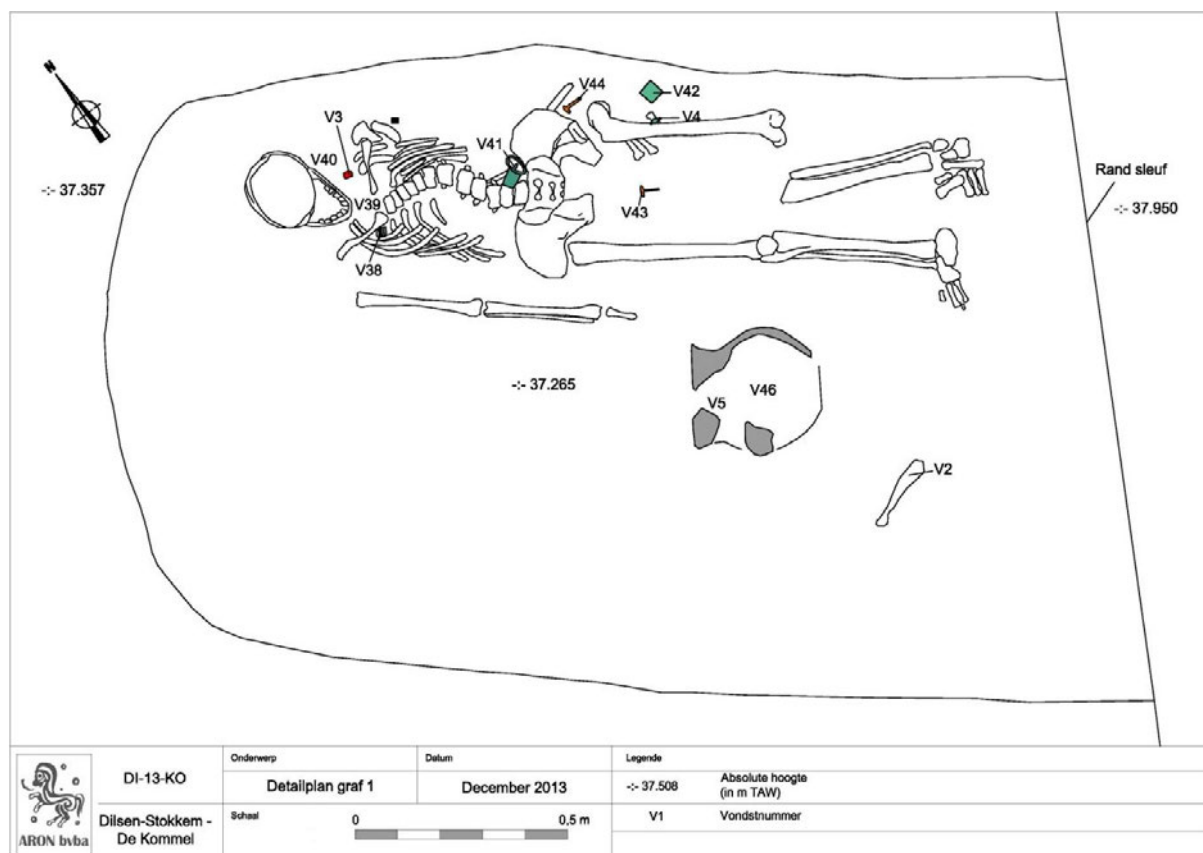 N
V44
V42
V3
V4
V41
V40
Rand sleuf
-:- 37.357
V39
V43
-:- 37.950
V38
-:- 37.265
V46
V5
V2
Onderwerp
Datum
Legende
DI-13-KO
Detailplan graf 1
December 2013
-:- 37.508
Absolute hoogte
(in m TAW)
Dilsen-Stokkem -
De Kommel
Schaal
0
0,5 m
V1
Vondstnummer
ARON bvba